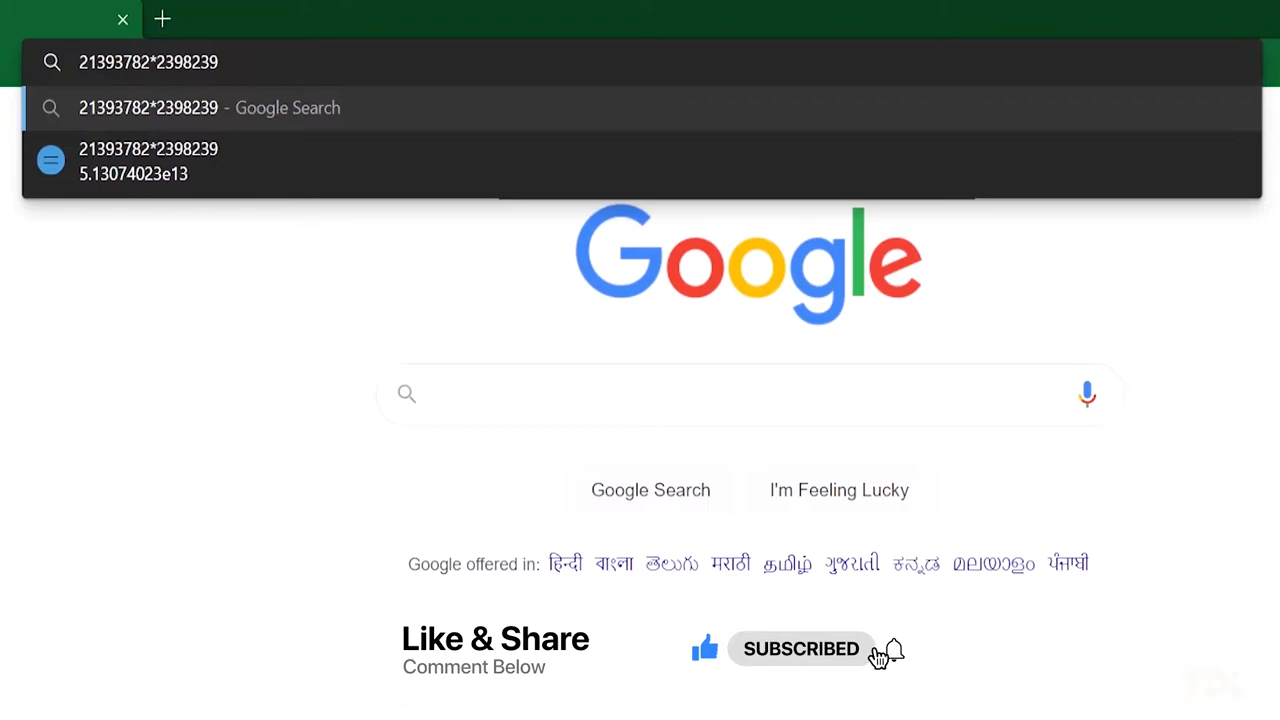 21393782*2398239
21393782*2398239 - Google Search
21393782*2398239
5.13074023e13
Google
Google Search I'm Feeling Lucky
Google offered in: हिन्दी বাংলা తెలుగు मराठी தமிழ் ગુજરાતી ಕನ್ನಡ മലയാളം ਪੰਜਾਬੀ
Like & Share
Comment Below
SUBSCRIBED